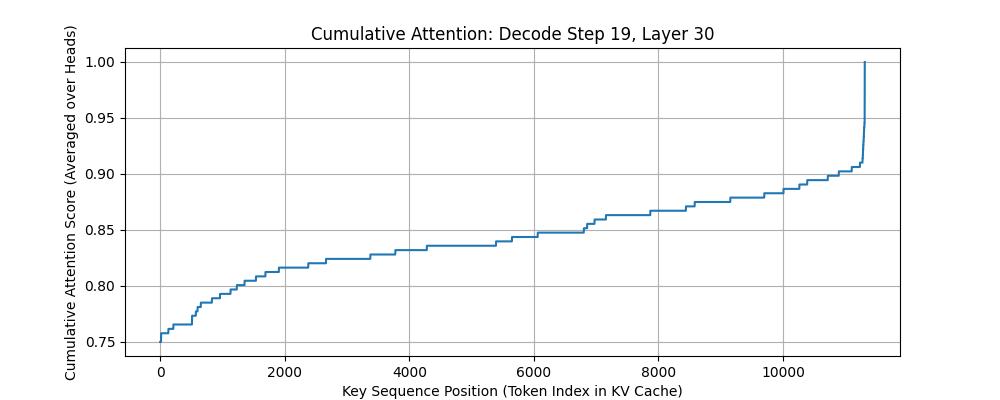 Cumulative Attention: Decode Step 19, Layer 30
Cumulative Attention Score (Averaged over Heads)
1.00
0.95
0.90
0.85
0.80
0.75
0 2000 4000 6000 8000 10000
Key Sequence Position (Token Index in KV Cache)